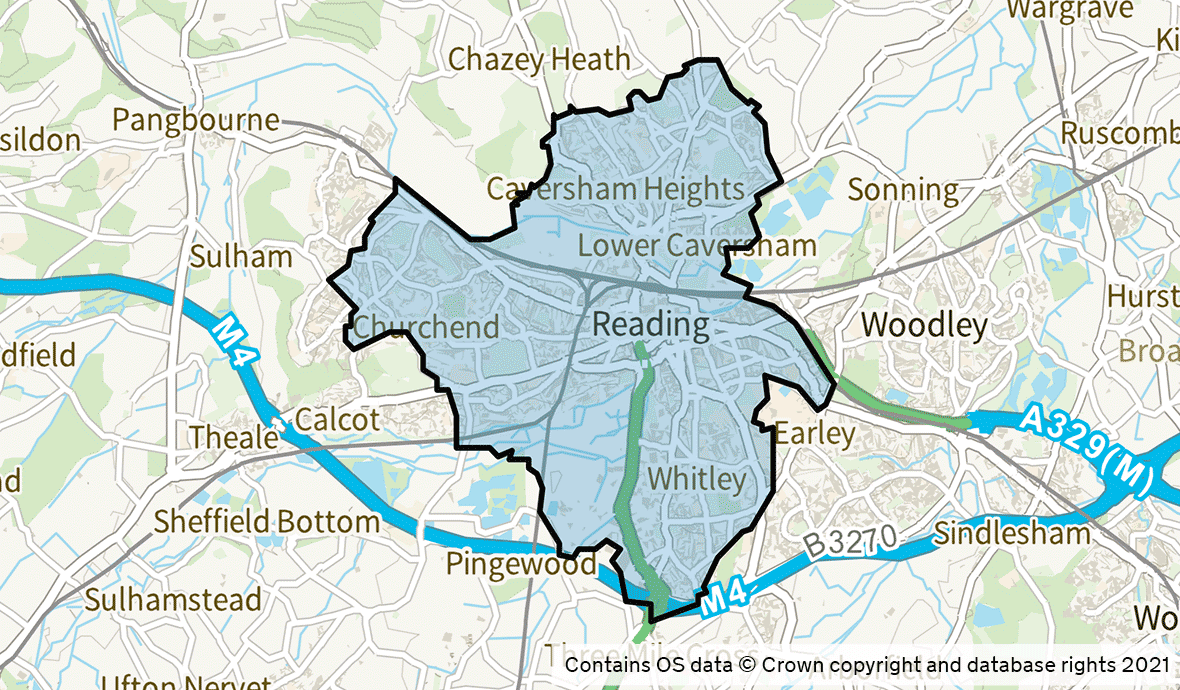 Wargrave
Ki
Chazey Heath
Pangbourne
sildon
Ruscomb
Caversham Heights
Sonning
Lower Caversham
Sulham
Hurst
M4
Churchend
Reading
Woodley
dfield
Broa
Calcot
Theale
A329(M)
Earley
Whitley
nd
Sheffield Bottom
B3270
Sindlesham
Pingewood
M4
Sulhamstead
Wo
Three Mile Cross
Contains OS data © Crown copyright and database rights 2021
Arborfield
Ufton Nervet